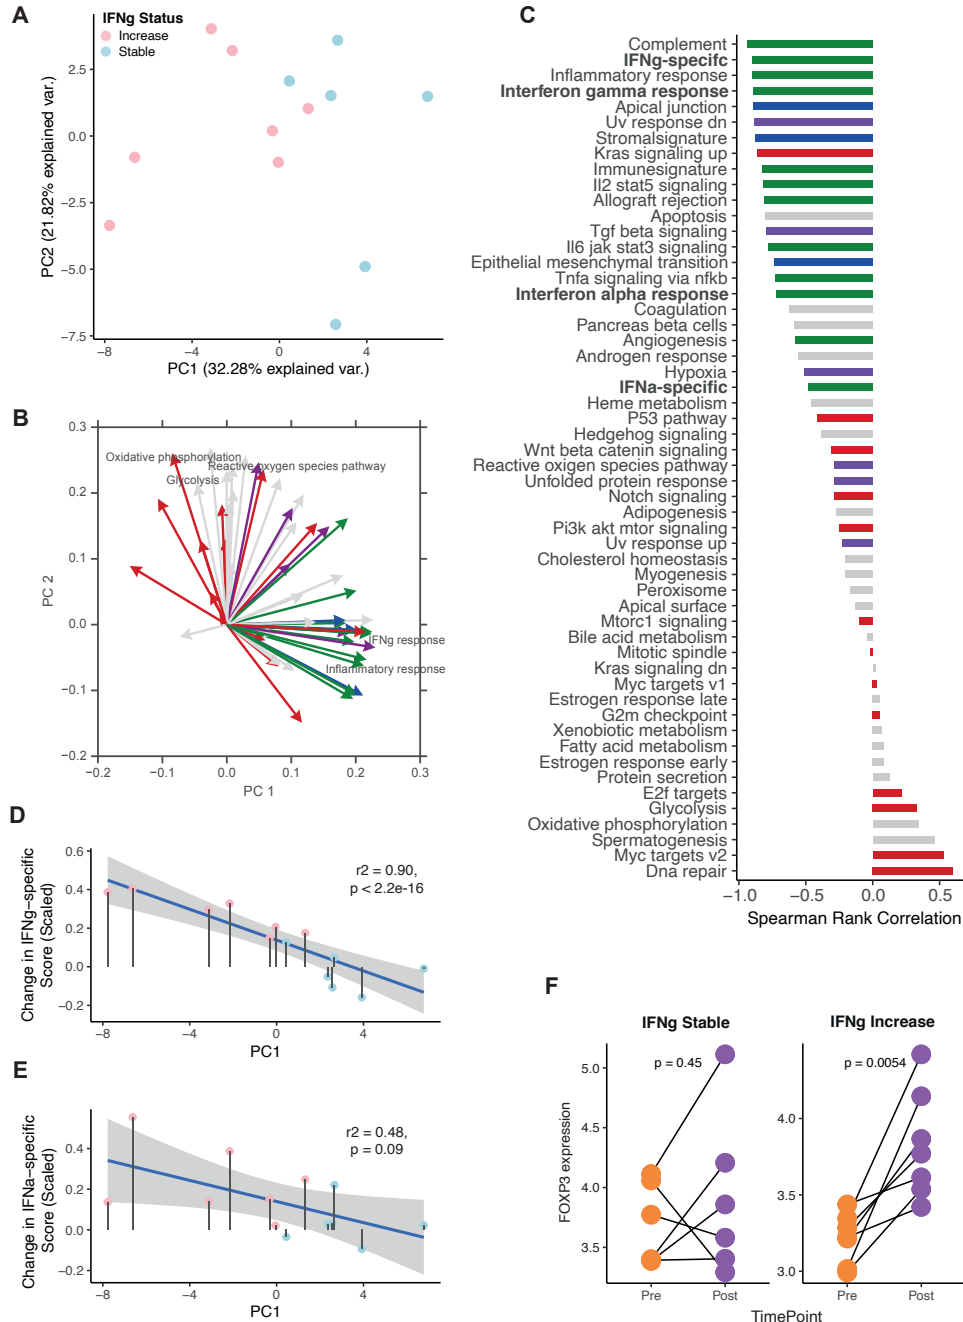 A
IFNg Status
Increase
Stable
2.5
0.0
−2.5
−5.0
−7.5
−8
−4
0
4
PC2 (21.82% explained var.)
PC1 (32.28% explained var.)
B
0.3
0.2
0.1
0.0
−0.1
−0.2
−0.2
−0.1
0.0
0.1
0.2
0.3
PC 2
PC 1
Oxidative phosphorylation
Reactive oxygen species pathway
Glycolysis
IFNg response
Inflammatory response
C
Complement
IFNg-specifc
Inflammatory response
Interferon gamma response
Apical junction
Uv response dn
Stromalsignature
Kras signaling up
Immunesignature
Il2 stat5 signaling
Allograft rejection
Apoptosis
Tgf beta signaling
Il6 jak stat3 signaling
Epithelial mesenchymal transition
Tnfa signaling via nfkb
Interferon alpha response
Coagulation
Pancreas beta cells
Angiogenesis
Androgen response
Hypoxia
IFNa-specific
Heme metabolism
P53 pathway
Hedgehog signaling
Wnt beta catenin signaling
Reactive oxigen species pathway
Unfolded protein response
Notch signaling
Adipogenesis
Pi3k akt mtor signaling
Uv response up
Cholesterol homeostasis
Myogenesis
Peroxisome
Apical surface
Mtorc1 signaling
Bile acid metabolism
Mitotic spindle
Kras signaling dn
Myc targets v1
Estrogen response late
G2m checkpoint
Xenobiotic metabolism
Fatty acid metabolism
Estrogen response early
Protein secretion
E2f targets
Glycolysis
Oxidative phosphorylation
Spermatogenesis
Myc targets v2
Dna repair
−1.0
−0.5
0.0
0.5
Spearman Rank Correlation
D
0.6
0.4
0.2
0.0
−0.2
−8
−4
0
4
r2 = 0.90,
p < 2.2e-16
Change in IFNg−specific
Score (Scaled)
PC1
E
0.4
0.2
0.0
−0.2
−8
−4
0
4
r2 = 0.48,
p = 0.09
Change in IFNa−specific
Score (Scaled)
PC1
F
IFNg Stable
IFNg Increase
p = 0.45
p = 0.0054
5.0
4.5
4.0
3.5
4.0
3.5
3.0
FOXP3 expression
Pre
Post
Pre
Post
TimePoint